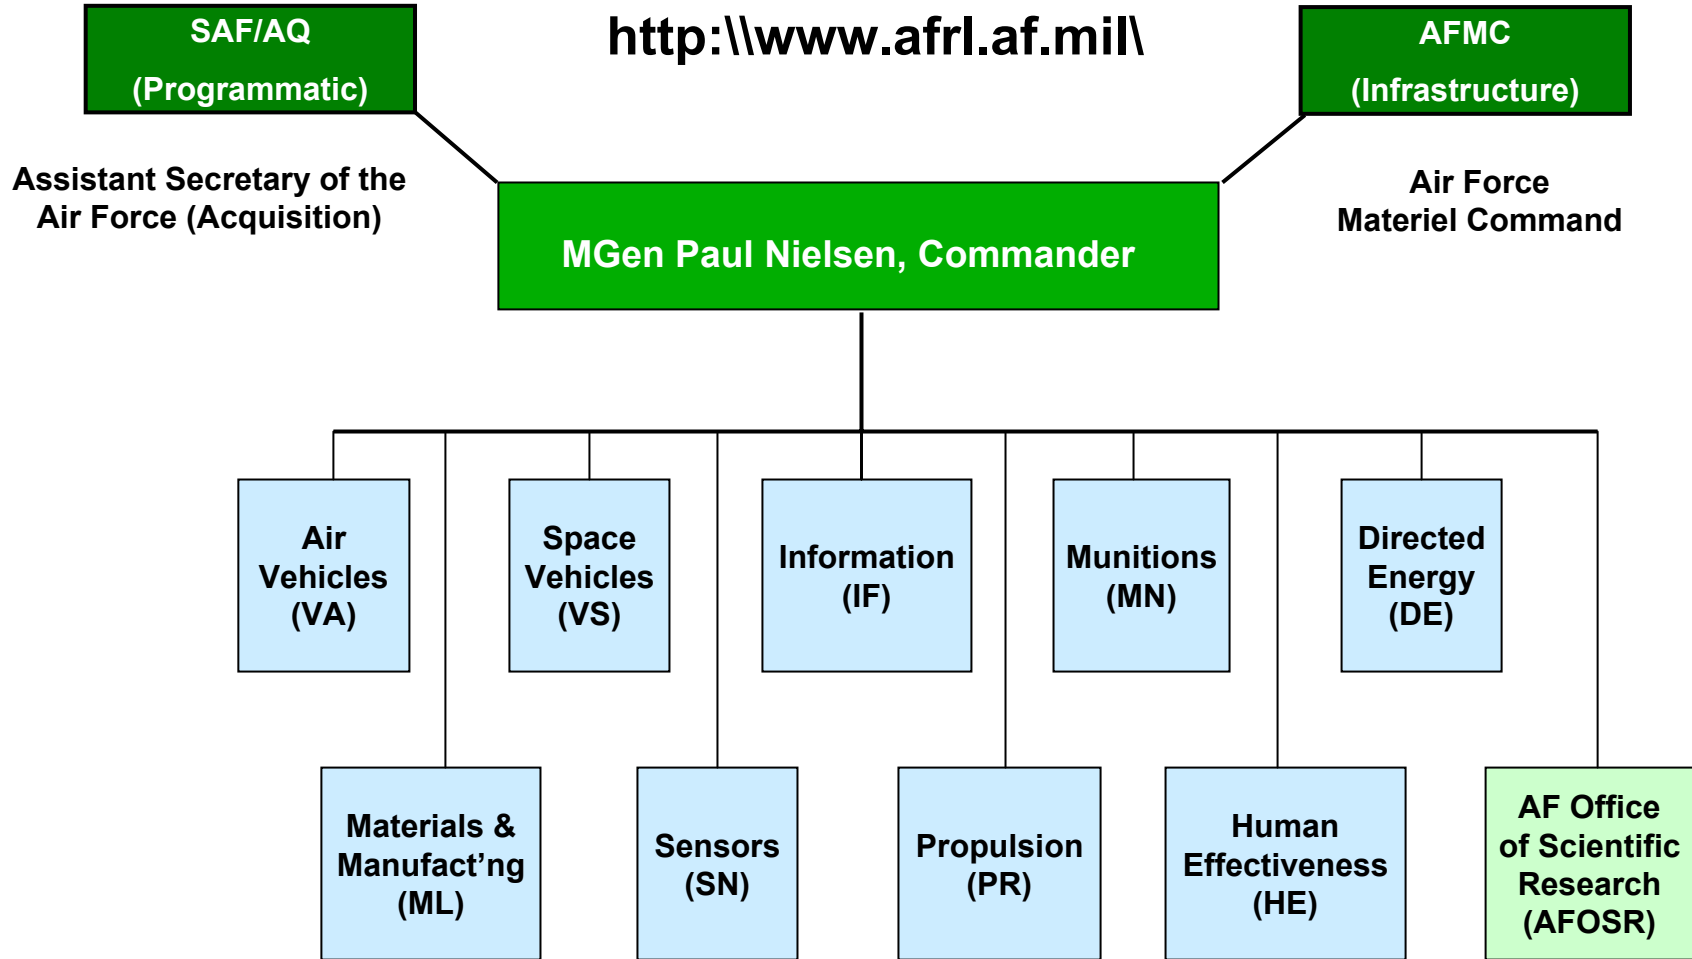 SAF/AQ
(Programmatic)
http:\\www.afrl.af.mil\
AFMC
(Infrastructure)
Assistant Secretary of the
Air Force (Acquisition)
Air Force
Materiel Command
MGen Paul Nielsen, Commander
Air
Vehicles
(VA)
Space
Vehicles
(VS)
Information
(IF)
Munitions
(MN)
Directed
Energy
(DE)
Materials &
Manufact’ng
(ML)
Sensors
(SN)
Propulsion
(PR)
Human
Effectiveness
(HE)
AF Office
of Scientific
Research
(AFOSR)